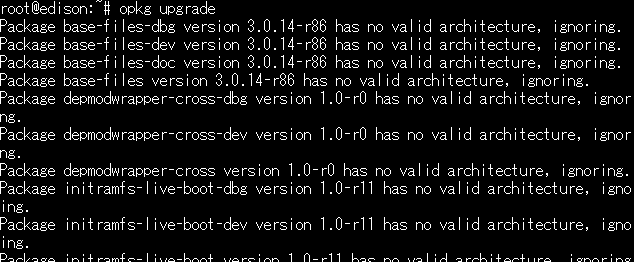 root@edison:~# opkg upgrade
Package base-files-dbg version 3.0.14-r86 has no valid architecture, ignoring.
Package base-files-dev version 3.0.14-r86 has no valid architecture, ignoring.
Package base-files-doc version 3.0.14-r86 has no valid architecture, ignoring.
Package base-files version 3.0.14-r86 has no valid architecture, ignoring.
Package depmodwrapper-cross-dbg version 1.0-r0 has no valid architecture, ignori
ng.
Package depmodwrapper-cross-dev version 1.0-r0 has no valid architecture, ignori
ng.
Package depmodwrapper-cross version 1.0-r0 has no valid architecture, ignoring.
Package initramfs-live-boot-dbg version 1.0-r11 has no valid architecture, ignor
ing.
Package initramfs-live-boot-dev version 1.0-r11 has no valid architecture, ignor
ing.
Package initramfs-live-boot version 1.0-r11 has no valid architecture, ignoring